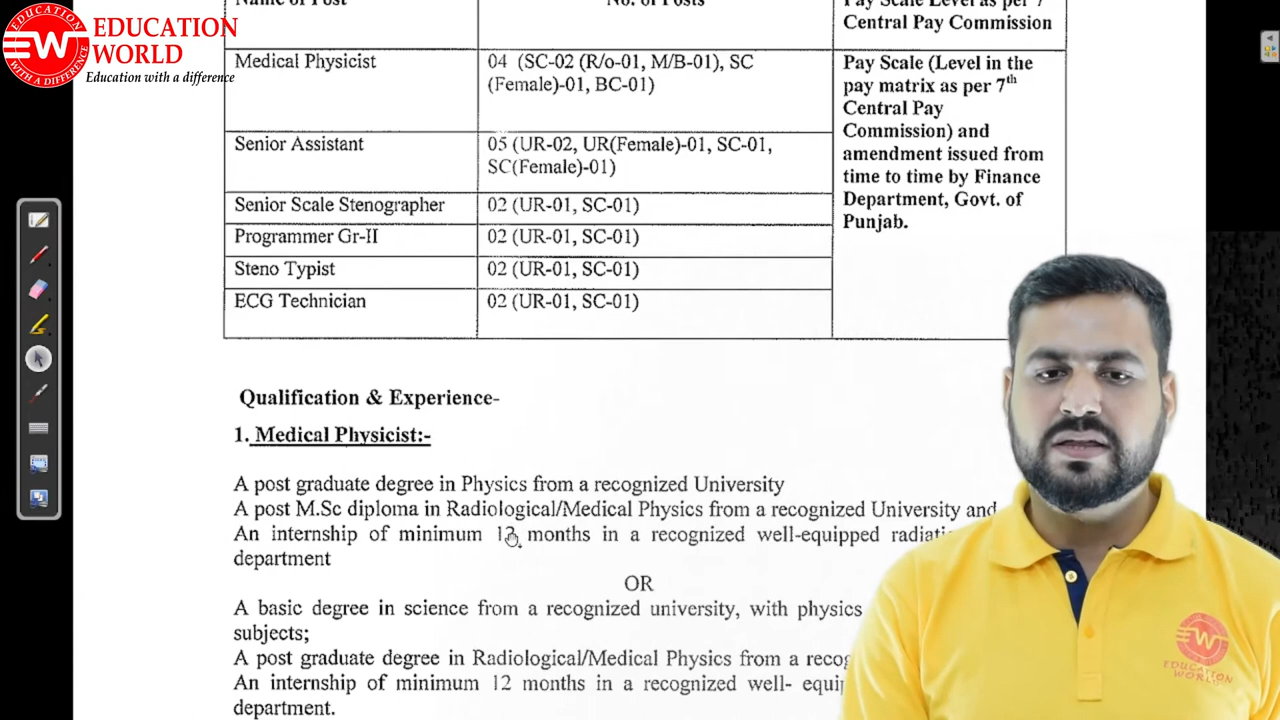 EDUCATION
WITH A DIFFERENCE
EW
EDUCATION
WORLD
Education with a difference
Name of Post
No. of Posts
Pay Scale Level as per 7
Central Pay Commission
Medical Physicist
04 (SC-02 (R/o-01, M/B-01), SC
(Female)-01, BC-01)
Pay Scale (Level in the
pay matrix as per 7th
Central Pay
Commission) and
amendment issued from
time to time by Finance
Department, Govt. of
Punjab.
Senior Assistant
05 (UR-02, UR(Female)-01, SC-01,
SC(Female)-01)
Senior Scale Stenographer
02 (UR-01, SC-01)
Programmer Gr-II
02 (UR-01, SC-01)
Steno Typist
02 (UR-01, SC-01)
ECG Technician
02 (UR-01, SC-01)
Qualification & Experience-
1. Medical Physicist:-
A post graduate degree in Physics from a recognized University
A post M.Sc diploma in Radiological/Medical Physics from a recognized University and
An internship of minimum 12 months in a recognized well-equipped
department
OR
A basic degree in science from a recognized university, with physics
subjects;
A post graduate degree in Radiological/Medical Physics from a
An internship of minimum 12 months in a recognized well-
department.
EW
EDUCATION
WORLD